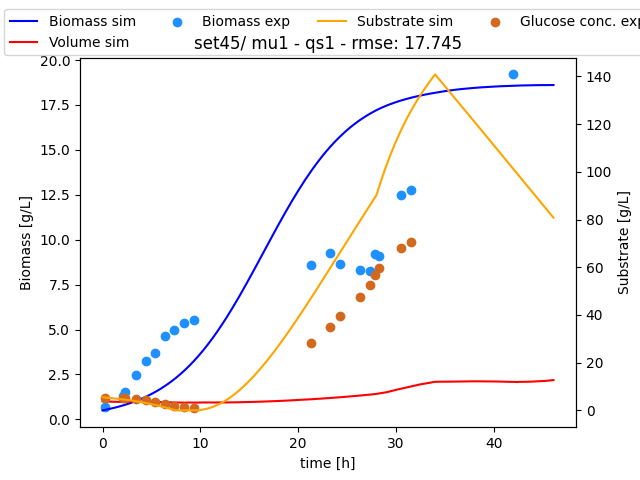 Biomass sim Biomass exp Substrate sim Glucose conc. exp
Volume sim
set45/ mu1 - qs1 - rmse: 17.745
20.0
17.5
15.0
12.5
10.0
7.5
5.0
2.5
0.0
Biomass [g/L]
140
120
100
80
60
40
20
0
Substrate [g/L]
0 10 20 30 40
time [h]